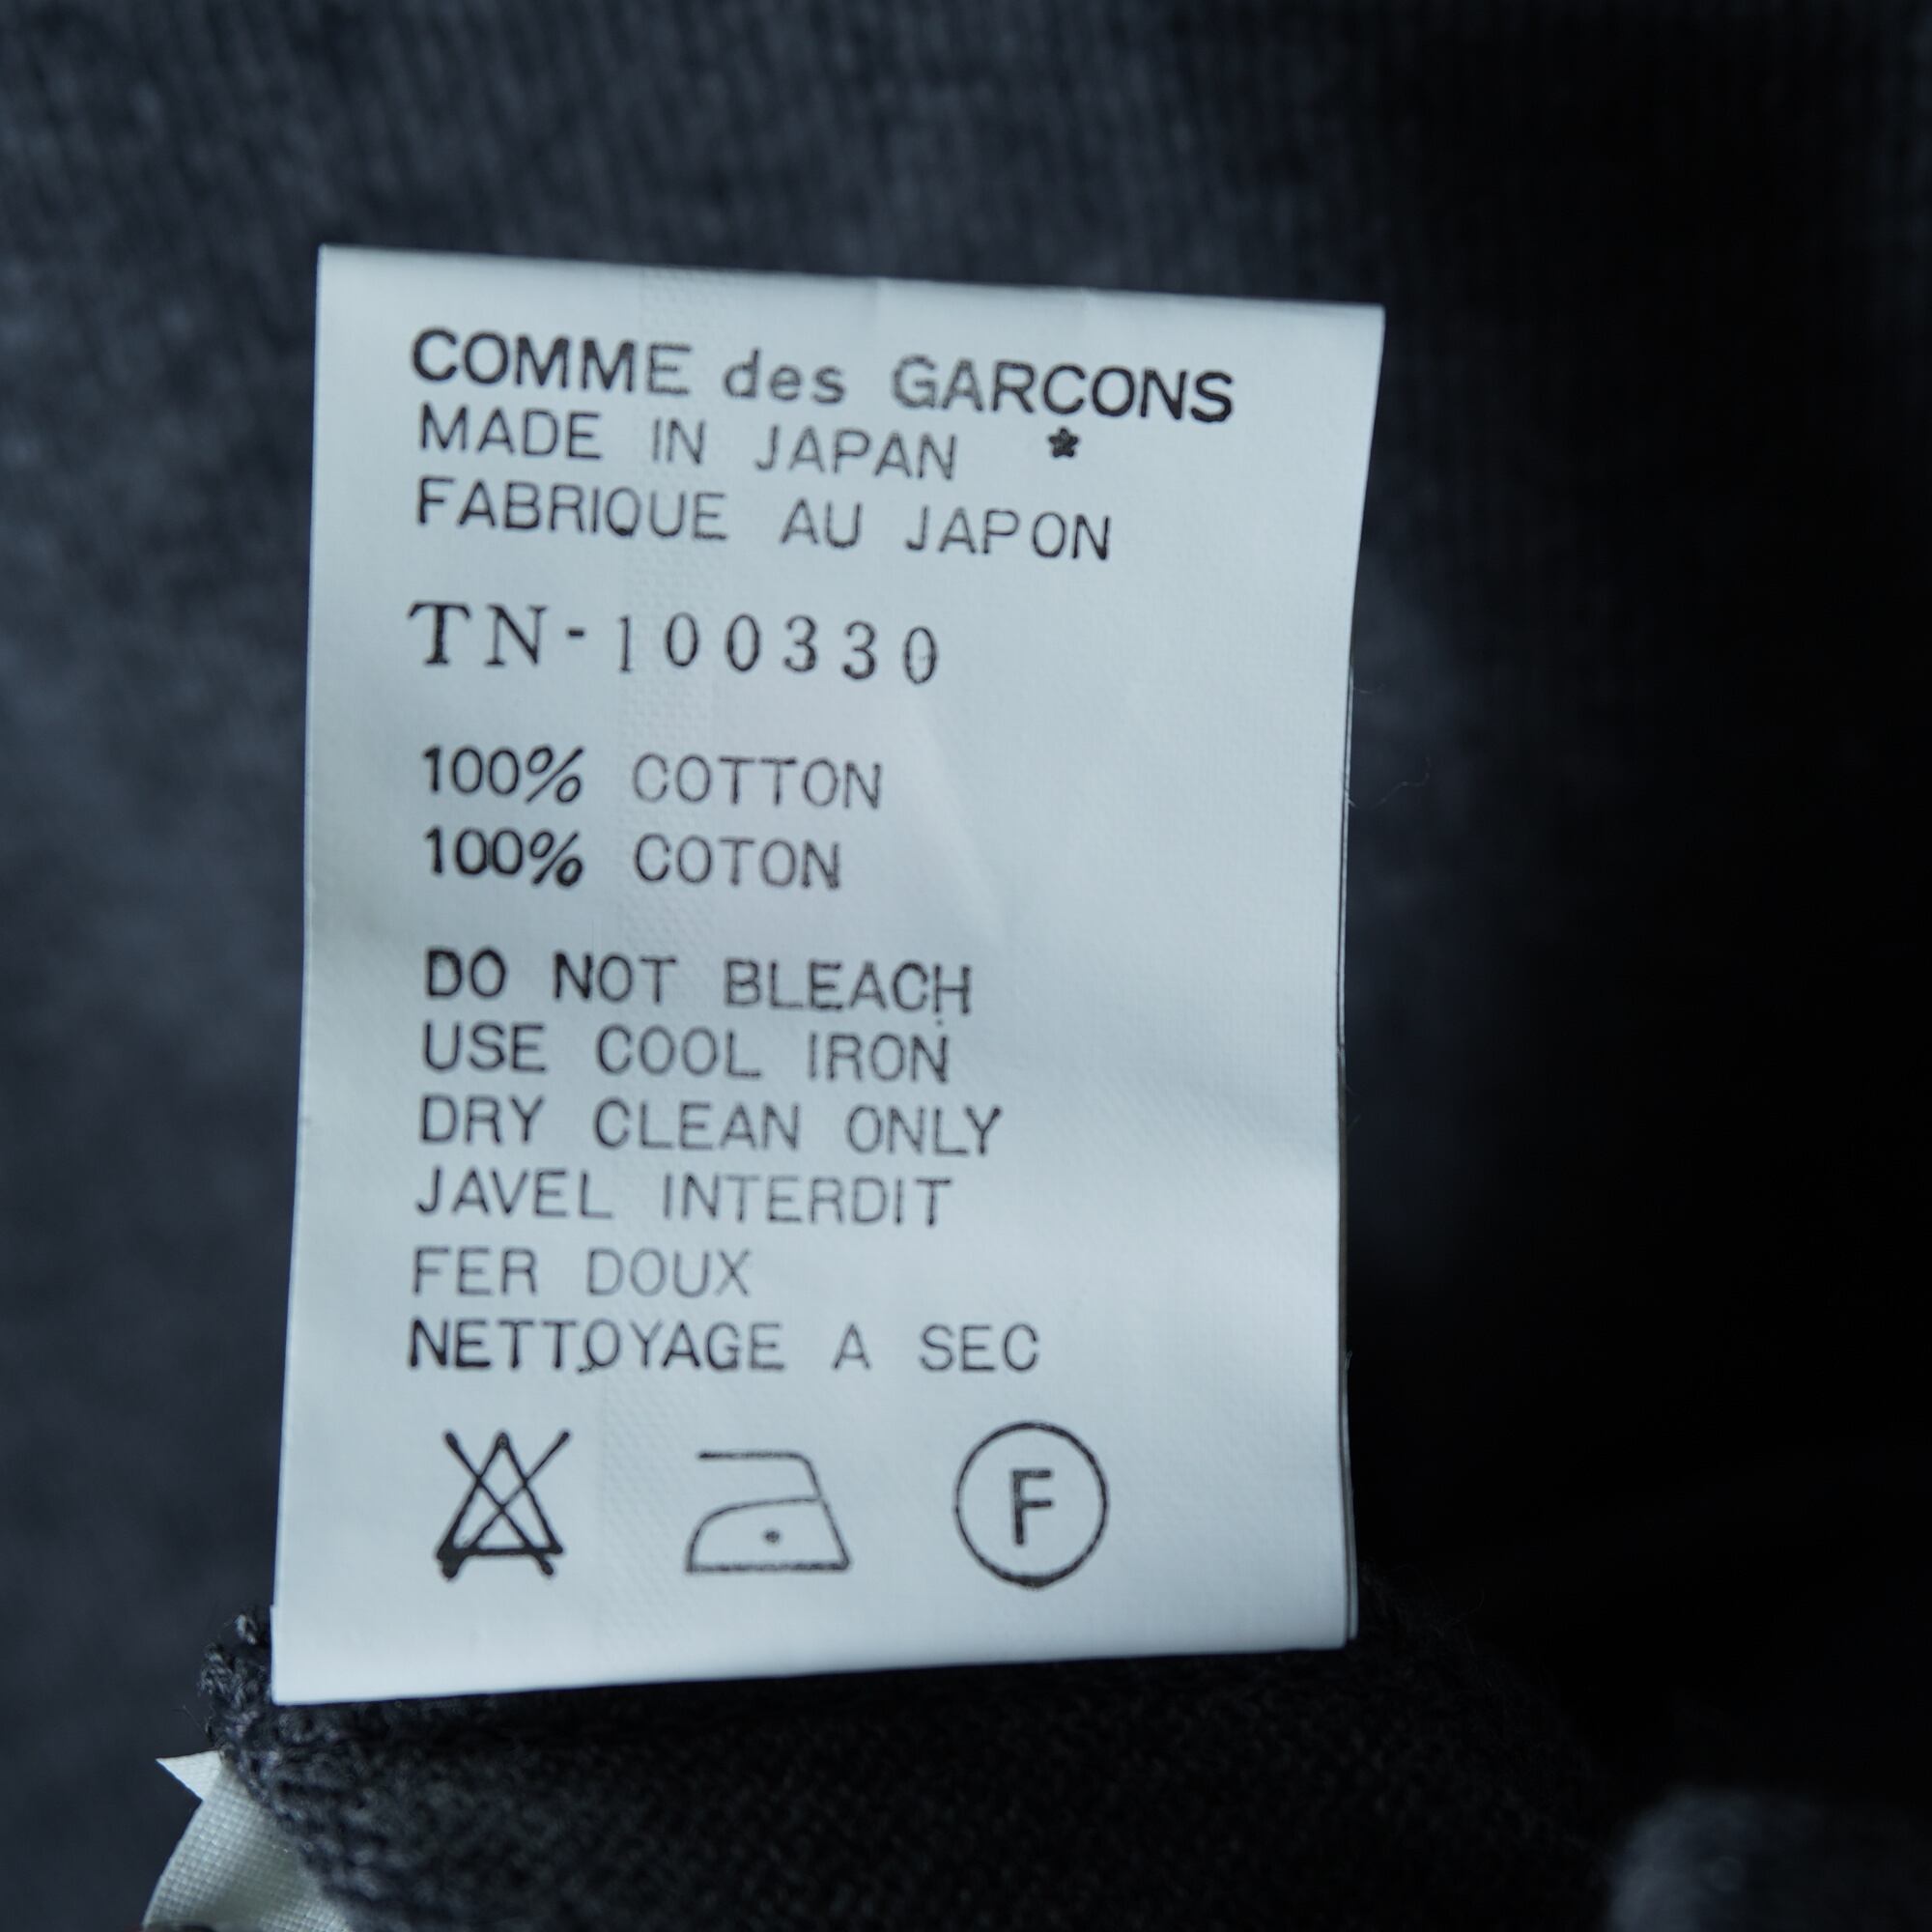 COMME des GARCONS
MADE IN JAPAN ★
FABRIQUE AU JAPON
TN-100330
100% COTTON
100% COTON
DO NOT BLEACH
USE COOL IRON
DRY CLEAN ONLY
JAVEL INTERDIT
FER DOUX
NETTOYAGE A SEC
F